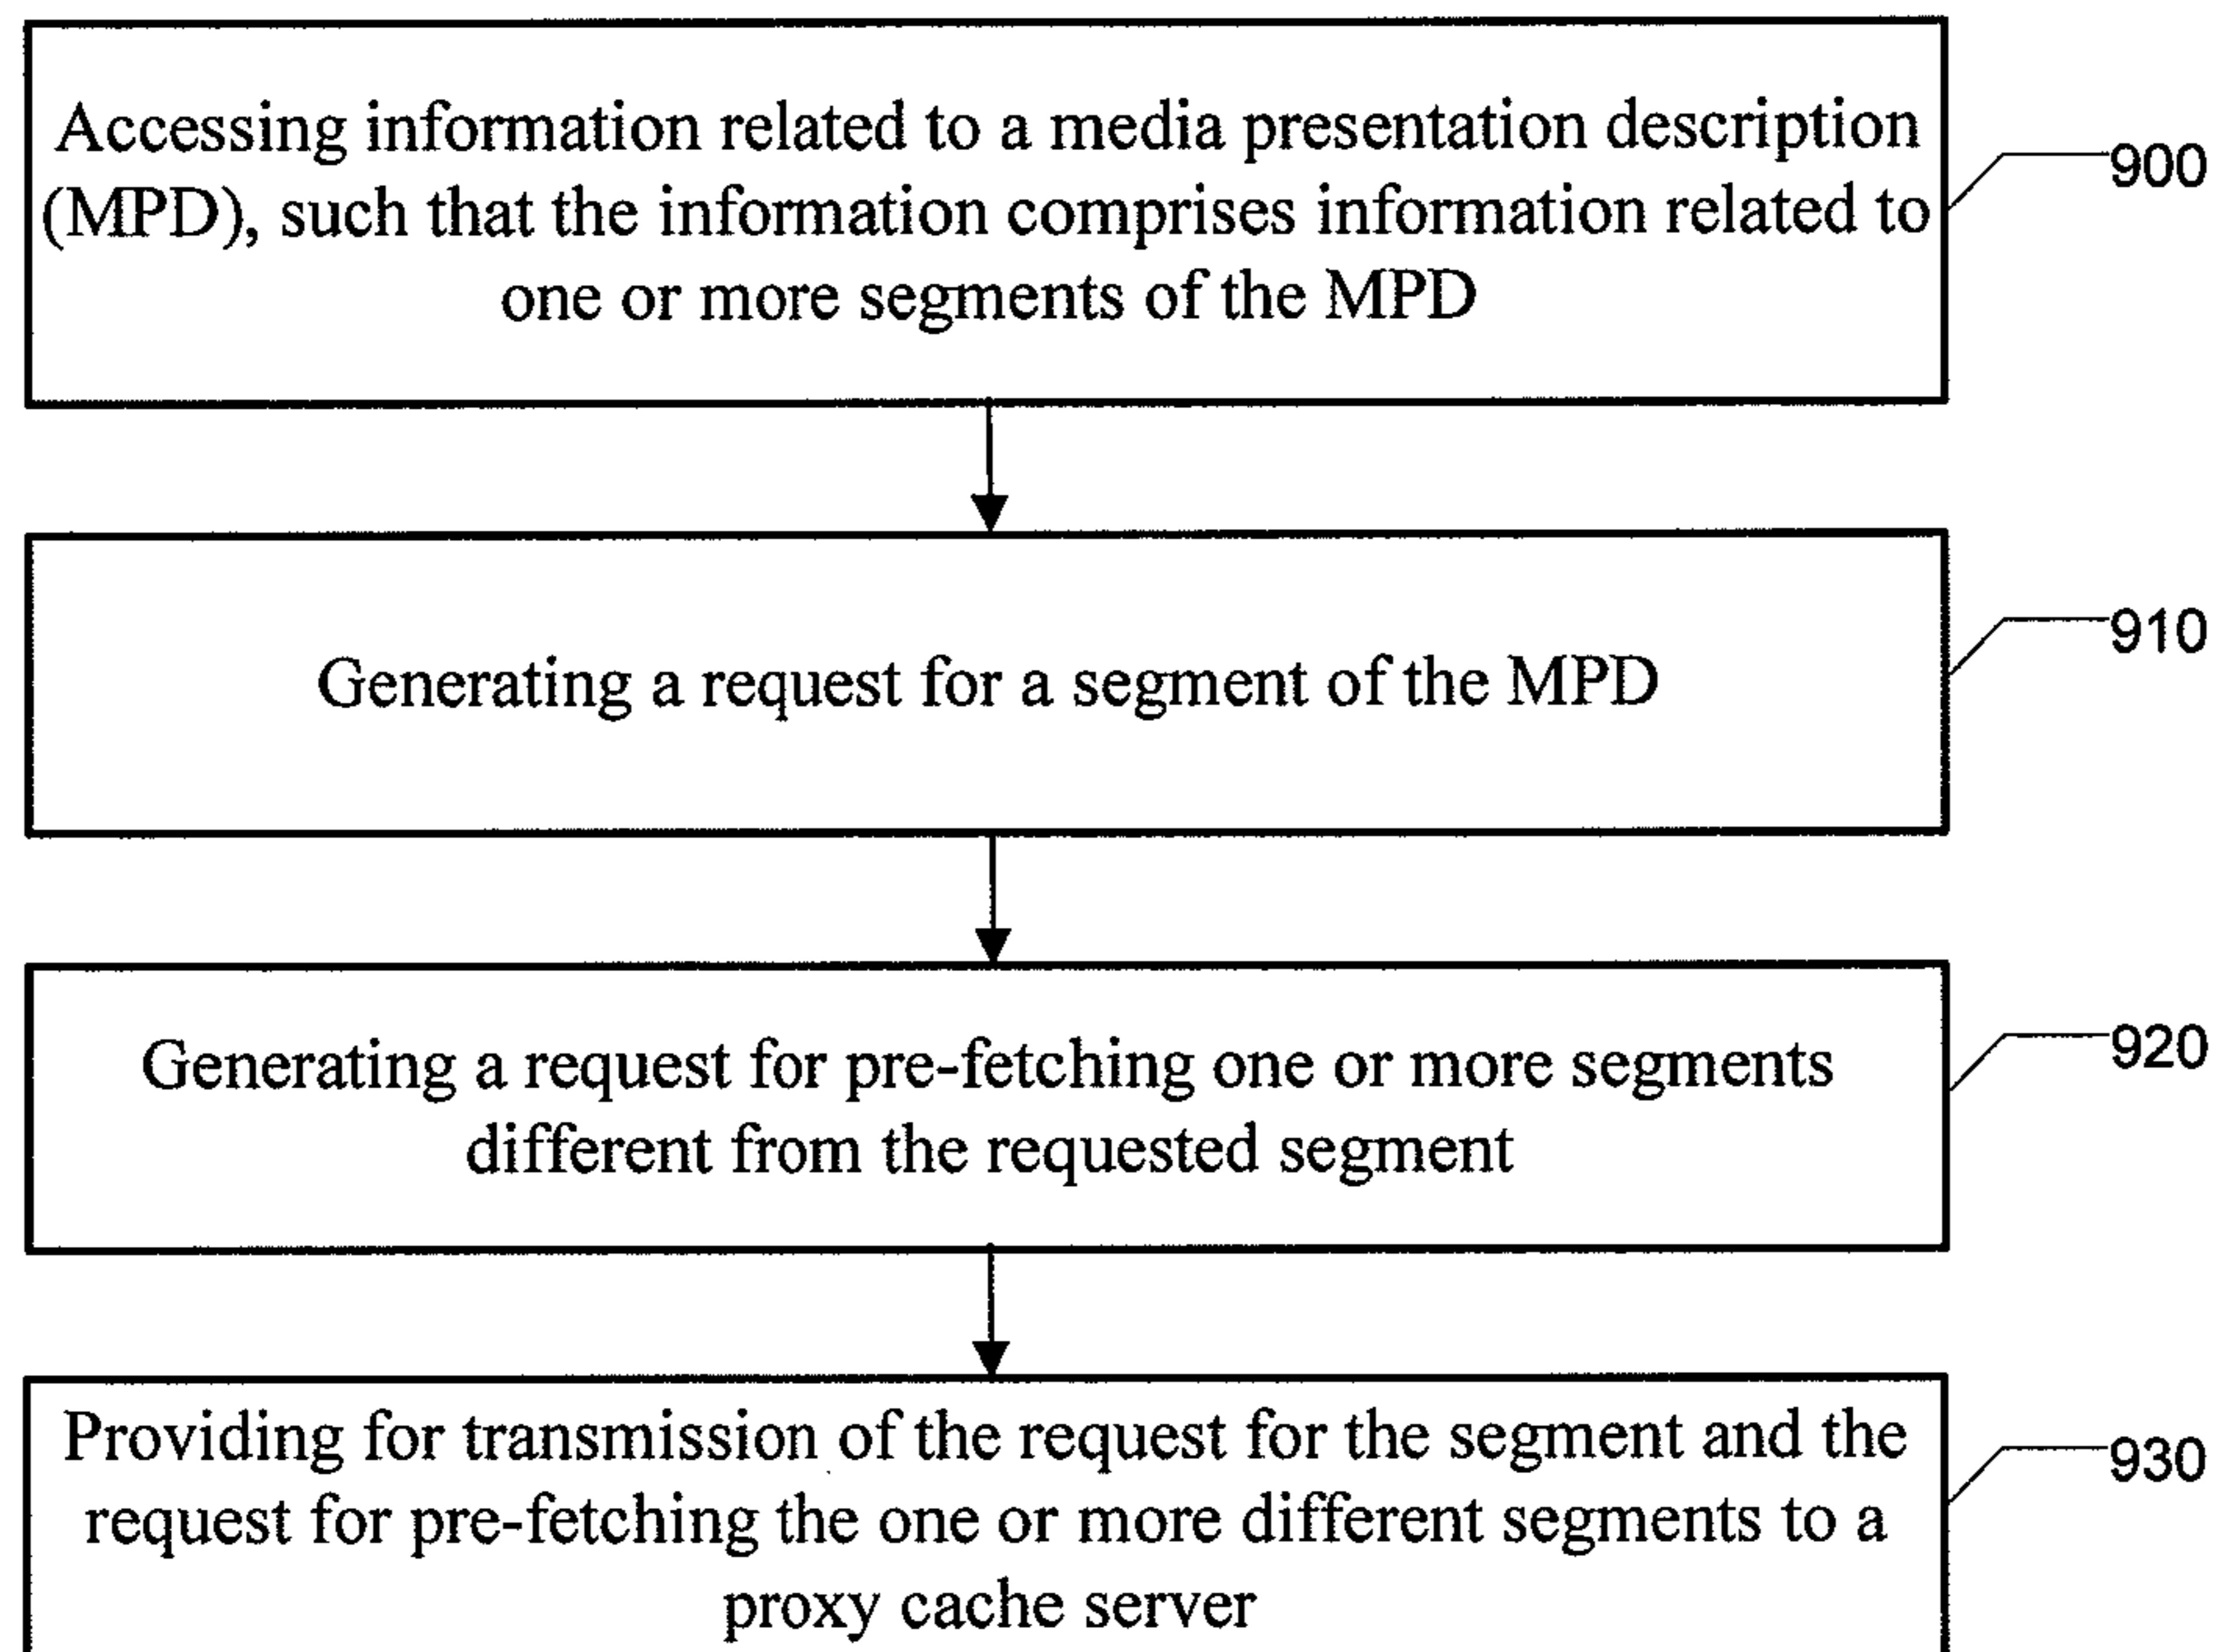 Accessing information related to a media presentation description
(MPD), such that the information comprises information related to
one or more segments of the MPD
900
Generating a request for a segment of the MPD
910
Generating a request for pre-fetching one or more segments
different from the requested segment
920
Providing for transmission of the request for the segment and the
request for pre-fetching the one or more different segments to a
proxy cache server
930